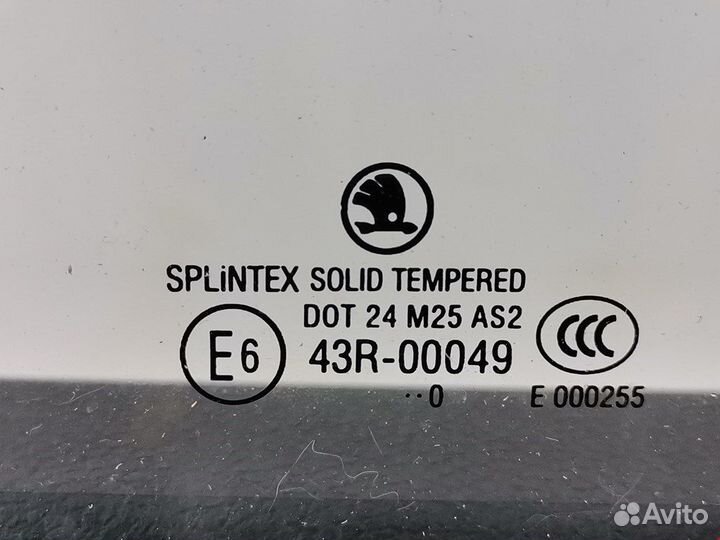 SPLiNTEX SOLID TEMPERED
DOT 24 M25 AS2
E6 43R-00049 CCC
··0 E 000255
Avito